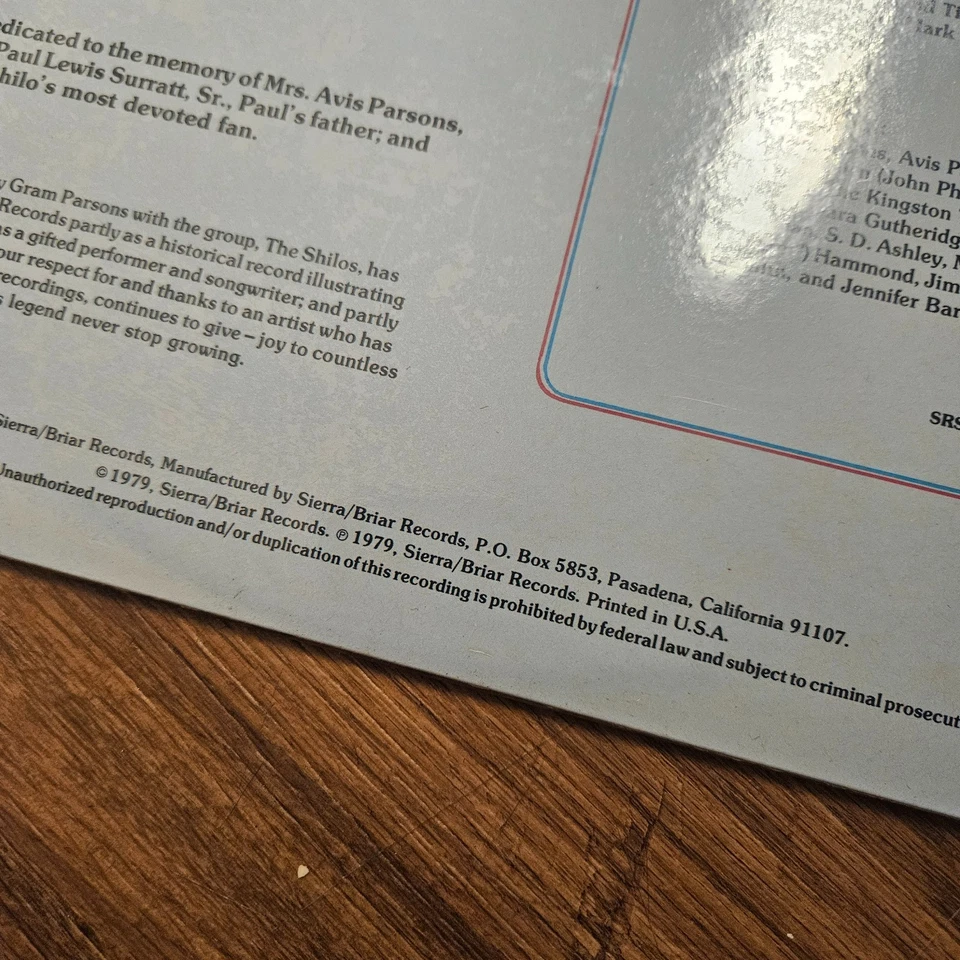 dicated to the memory of Mrs. Avis Parsons,
Paul Lewis Surratt, Sr., Paul's father; and
hilo's most devoted fan.
y Gram Parsons with the group, The Shilos, has
Records partly as a historical record illustrating
as a gifted performer and songwriter; and partly
our respect for and thanks to an artist who has
recordings, continues to give – joy to countless
s legend never stop growing.
Sierra/Briar Records, Manufactured by Sierra/Briar Records, P.O. Box 5853, Pasadena, California 91107.
©1979, Sierra/Briar Records. ℗1979, Sierra/Briar Records. Printed in U.S.A.
Unauthorized reproduction and/or duplication of this recording is prohibited by federal law and subject to criminal prosecut
d Ti
ark
s, Avis P
(John Ph
Kingston
ara Gutheridg
S. D. Ashley, M
) Hammond, Jim
, and Jennifer Bar
SRS